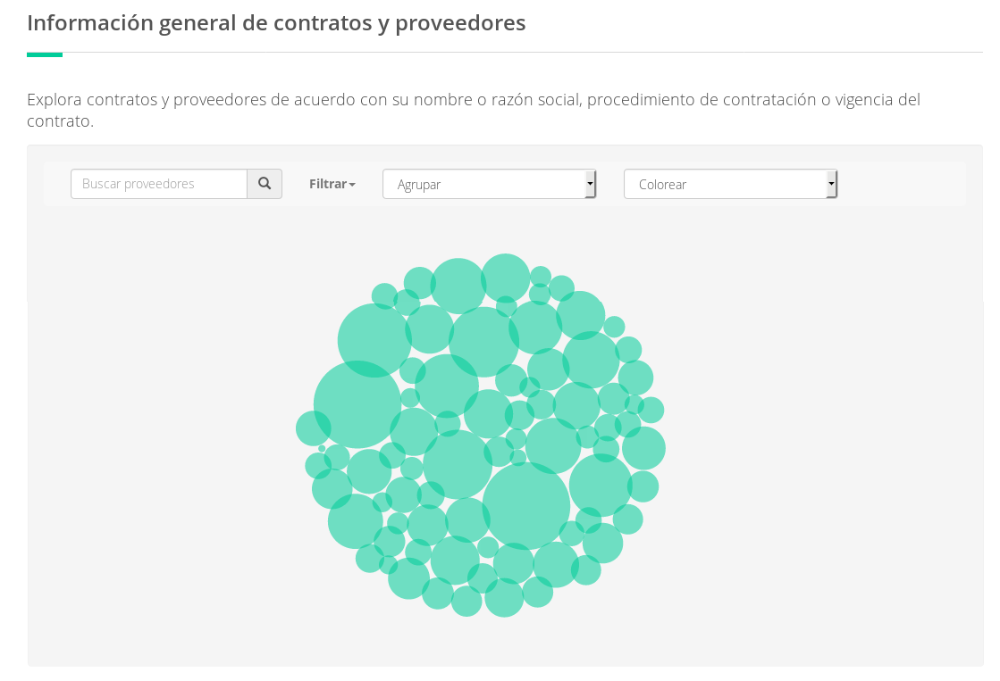 Información general de contratos y proveedores
Explora contratos y proveedores de acuerdo con su nombre o razón social, procedimiento de contratación o vigencia del
contrato.
Buscar proveedores Filtrar Agrupar Colorear